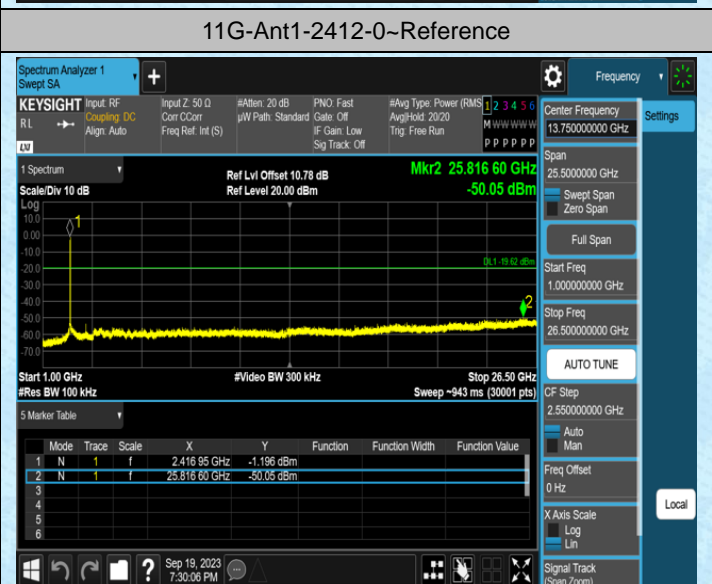 11G-Ant1-2412-0~Reference
Spectrum Analyzer 1
Swept SA
Frequency
KEYSIGHT
Input: RF
Input Z: 50 Ω
#Atten: 20 dB
PNO: Fast
#Avg Type: Power (RMS
1 2 3 4 5 6
RL
Coupling: DC
Corr CCorr
µW Path: Standard
Gate: Off
Avg|Hold: 20/20
M W W W W W
Align: Auto
Freq Ref: Int (S)
IF Gain: Low
Trig: Free Run
Sig Track: Off
P P P P P P
LXI
1 Spectrum
Ref Lvl Offset 10.78 dB
Mkr2 25.816 60 GHz
Scale/Div 10 dB
Ref Level 20.00 dBm
-50.05 dBm
Log
10.0
0.00
-10.0
-20.0
-30.0
-40.0
-50.0
-60.0
-70.0
1
DL1 -19.62 dBm
2
Start 1.00 GHz
#Video BW 300 kHz
Stop 26.50 GHz
#Res BW 100 kHz
Sweep ~943 ms (30001 pts)
5 Marker Table
Mode Trace Scale X Y Function Function Width Function Value
1 N 1 f 2.416 95 GHz -1.196 dBm
2 N 1 f 25.816 60 GHz -50.05 dBm
3
4
5
6
Sep 19, 2023
7:30:06 PM
Center Frequency
13.750000000 GHz
Settings
Span
25.5000000 GHz
Swept Span
Zero Span
Full Span
Start Freq
1.000000000 GHz
Stop Freq
26.500000000 GHz
AUTO TUNE
CF Step
2.550000000 GHz
Auto
Man
Freq Offset
0 Hz
X Axis Scale
Log
Lin
Local
Signal Track
(Span Zoom)